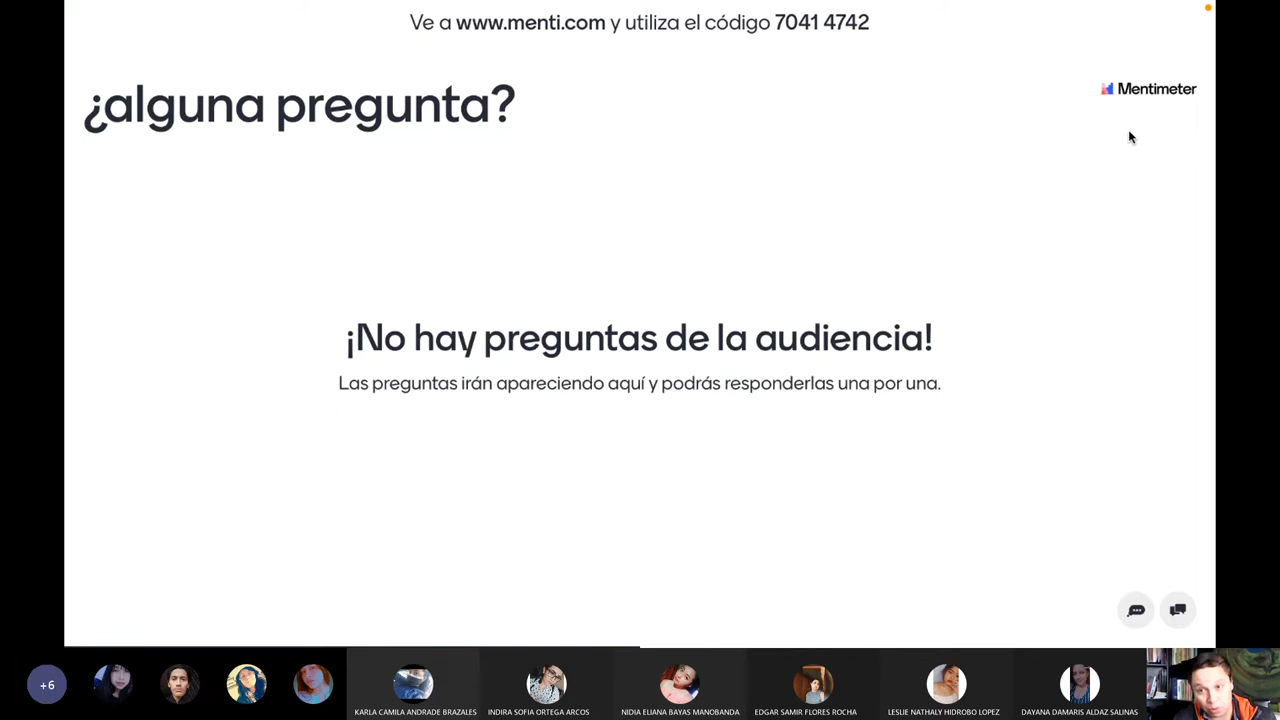 Ve a www.menti.com y utiliza el código 7041 4742
¿alguna pregunta?
Mentimeter
¡No hay preguntas de la audiencia!
Las preguntas irán apareciendo aquí y podrás responderlas una por una.
+6
KARLA CAMILA ANDRADE BRAZALES
INDIRA SOFIA ORTEGA ARCOS
NIDIA ELIANA BAYAS MANOBANDA
EDGAR SAMIR FLORES ROCHA
LESLIE NATHALY HIDROBO LOPEZ
DAYANA DAMARIS ALDAZ SALINAS